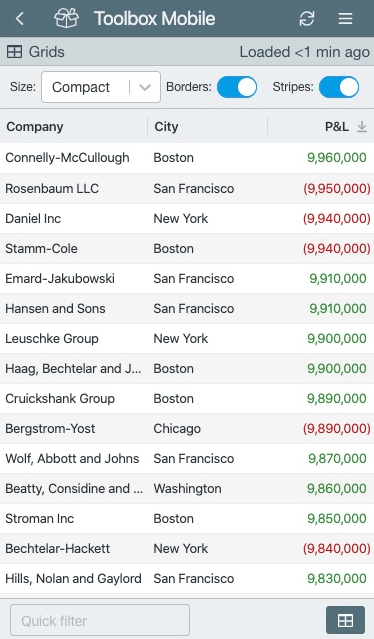 Toolbox Mobile
Grids Loaded <1 min ago
Size: Compact Borders: Stripes:
Company City P&L
Connelly-McCullough Boston 9,960,000
Rosenbaum LLC San Francisco (9,950,000)
Daniel Inc New York (9,940,000)
Stamm-Cole Boston (9,940,000)
Emard-Jakubowski San Francisco 9,910,000
Hansen and Sons San Francisco 9,910,000
Leuschke Group New York 9,900,000
Haag, Bechtelar and J... Boston 9,900,000
Cruickshank Group Boston 9,890,000
Bergstrom-Yost Chicago (9,890,000)
Wolf, Abbott and Johns San Francisco 9,870,000
Beatty, Considine and ... Washington 9,860,000
Stroman Inc Boston 9,850,000
Bechtelar-Hackett New York (9,840,000)
Hills, Nolan and Gaylord San Francisco 9,830,000
Quick filter